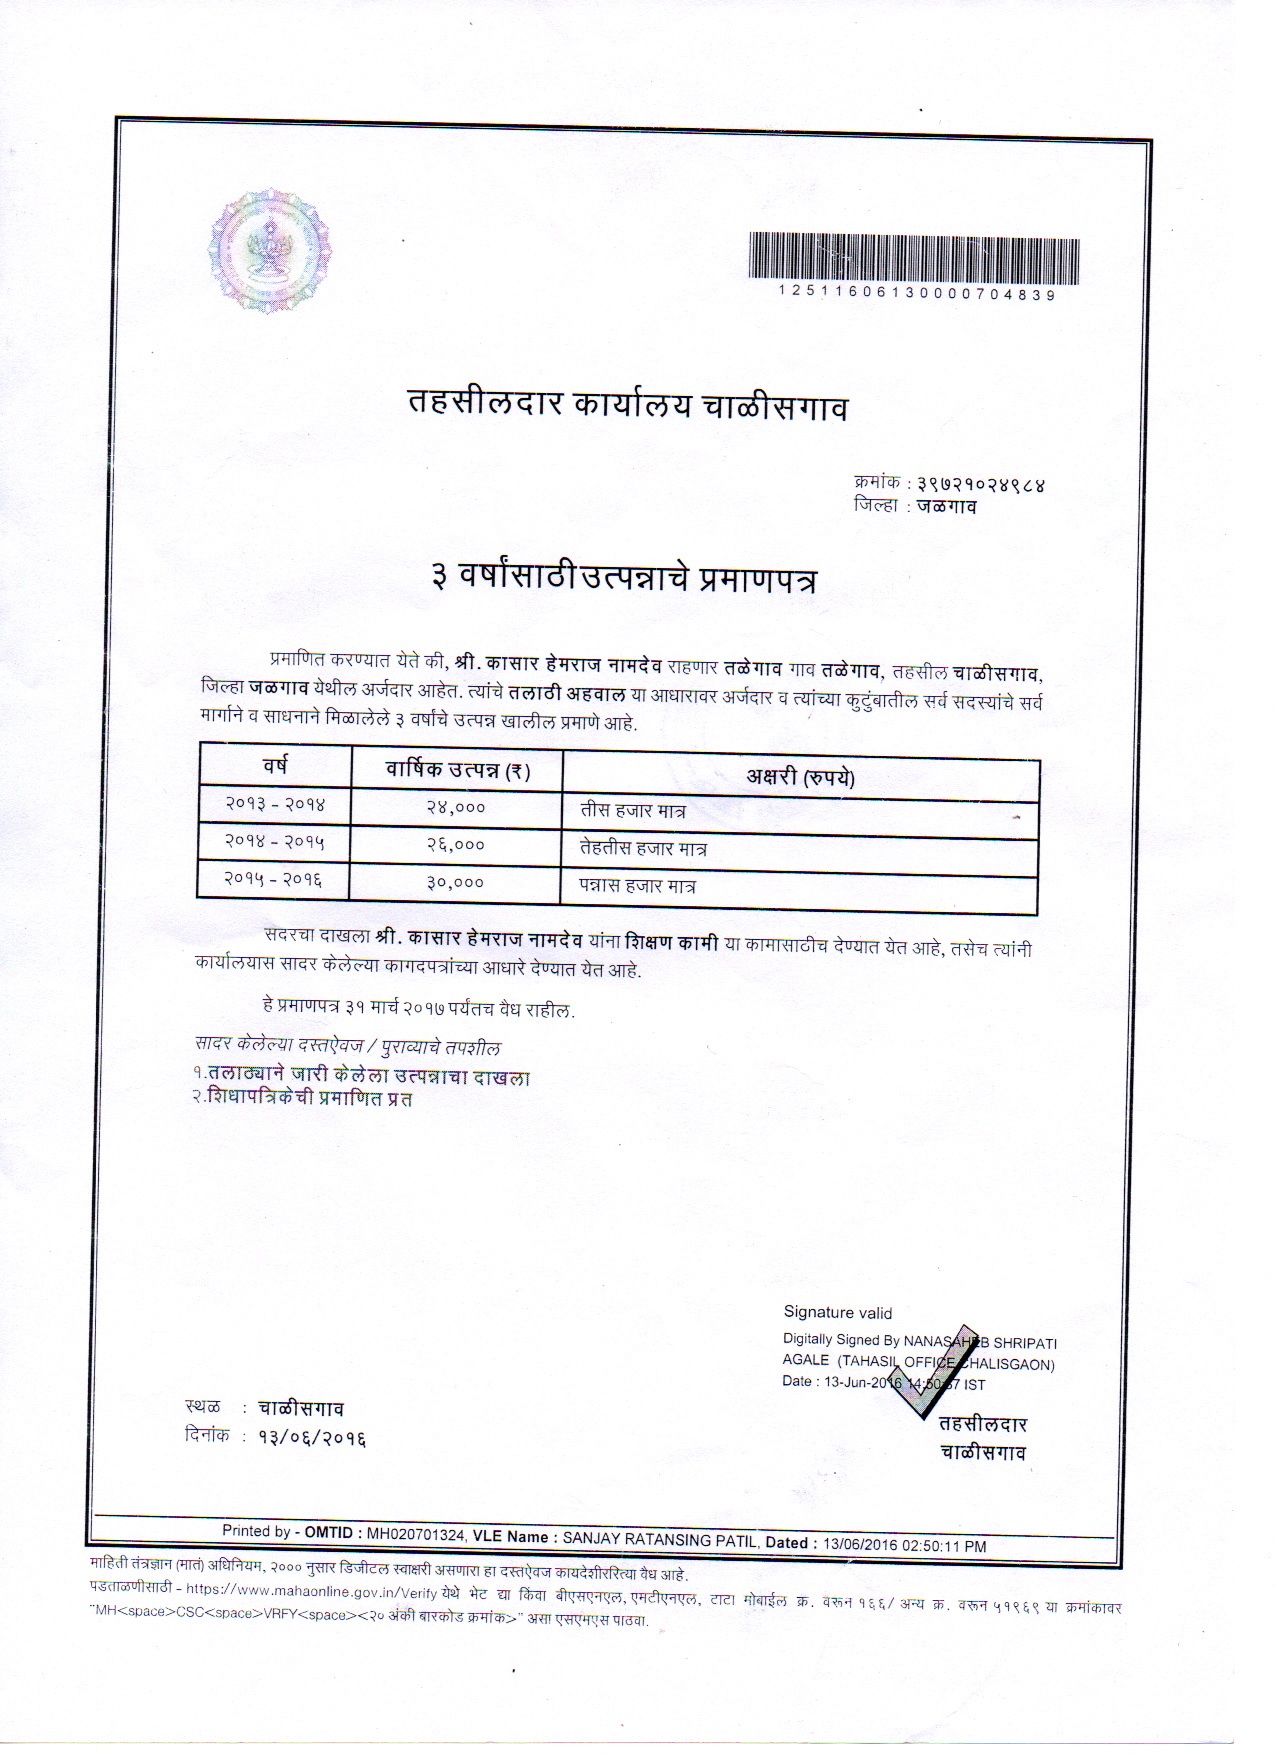 12511606130000704839
तहसीलदार कार्यालय चाळीसगाव
क्रमांक : ३९७२१०२४९८४
जिल्हा : जळगाव
३ वर्षांसाठी उत्पन्नाचे प्रमाणपत्र
प्रमाणित करण्यात येते की, श्री. कासार हेमराज नामदेव राहणार तळेगाव गाव तळेगाव, तहसील चाळीसगाव,
जिल्हा जळगाव येथील अर्जदार आहेत. त्यांचे तलाठी अहवाल या आधारावर अर्जदार व त्यांच्या कुटुंबातील सर्व सदस्यांचे सर्व
मार्गाने व साधनाने मिळालेले ३ वर्षांचे उत्पन्न खालील प्रमाणे आहे.
वर्ष वार्षिक उत्पन्न (₹) अक्षरी (रुपये)
२०१३ - २०१४ २४,००० तीस हजार मात्र
२०१४ - २०१५ २६,००० तेहतीस हजार मात्र
२०१५ - २०१६ ३०,००० पन्नास हजार मात्र
सदरचा दाखला श्री. कासार हेमराज नामदेव यांना शिक्षण कामी या कामासाठीच देण्यात येत आहे, तसेच त्यांनी
कार्यालयास सादर केलेल्या कागदपत्रांच्या आधारे देण्यात येत आहे.
हे प्रमाणपत्र ३१ मार्च २०१७ पर्यंतच वैध राहील.
सादर केलेल्या दस्तऐवज / पुराव्याचे तपशील
१.तलाठ्याने जारी केलेला उत्पन्नाचा दाखला
२.शिधापत्रिकेची प्रमाणित प्रत
Signature valid
Digitally Signed By NANASAHEB SHRIPATI
AGALE (TAHASIL OFFICE CHALISGAON)
Date : 13-Jun-2016 14:50:37 IST
स्थळ : चाळीसगाव
दिनांक : १३/०६/२०१६
तहसीलदार
चाळीसगाव
Printed by - OMTID : MH020701324, VLE Name : SANJAY RATANSING PATIL, Dated : 13/06/2016 02:50:11 PM
माहिती तंत्रज्ञान (मातं) अधिनियम, २००० नुसार डिजीटल स्वाक्षरी असणारा हा दस्तऐवज कायदेशीररित्या वैध आहे.
पडताळणीसाठी - https://www.mahaonline.gov.in/Verify येथे भेट द्या किंवा बीएसएनएल, एमटीएनएल, टाटा मोबाईल क्र. वरून १६६/ अन्य क्र. वरून ५१९६९ या क्रमांकावर
"MH<space>CSC<space>VRFY<space><२० अंकी बारकोड क्रमांक>" असा एसएमएस पाठवा.